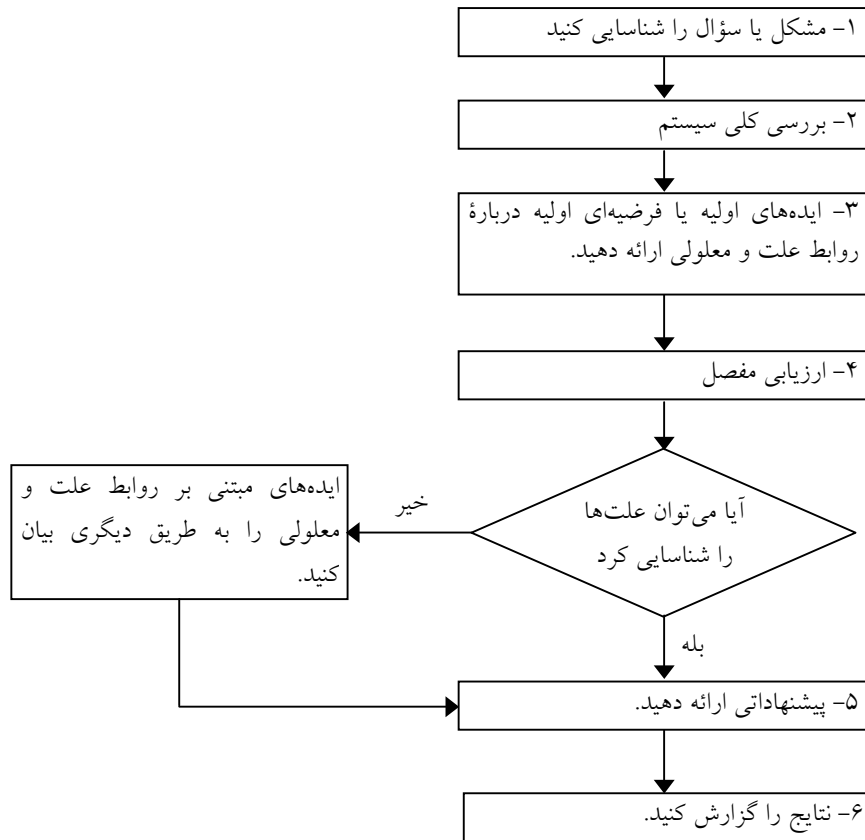 ۱- مشکل یا سؤال را شناسایی کنید
۲- بررسی کلی سیستم
۳- ایده‌های اولیه یا فرضیه‌ای اولیه دربارهٔ
روابط علت و معلولی ارائه دهید.
۴- ارزیابی مفصل
آیا می‌توان علت‌ها
را شناسایی کرد
خیر
ایده‌های مبتنی بر روابط علت و
معلولی را به طریق دیگری بیان
کنید.
بله
۵- پیشنهاداتی ارائه دهید.
۶- نتایج را گزارش کنید.